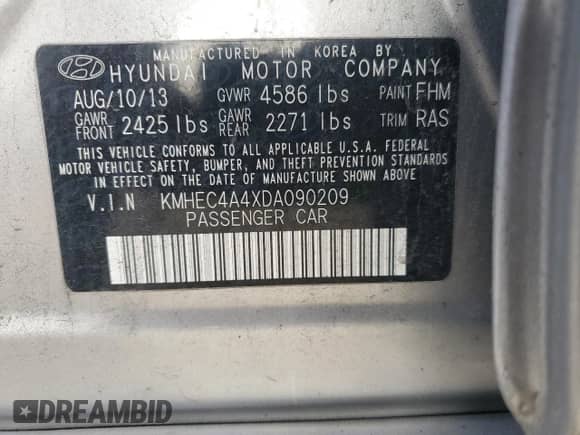 MANUFACTURED IN KOREA BY
HYUNDAI MOTOR COMPANY
AUG/10/13 GVWR 4586 lbs PAINT FHM
GAWR FRONT 2425 lbs GAWR REAR 2271 lbs TRIM RAS
THIS VEHICLE CONFORMS TO ALL APPLICABLE U.S.A. FEDERAL
MOTOR VEHICLE SAFETY, BUMPER, AND THEFT PREVENTION STANDARDS
IN EFFECT ON THE DATE OF MANUFACTURE SHOWN ABOVE
V.I.N KMHEC4A4XDA090209
PASSENGER CAR
DREAMBID